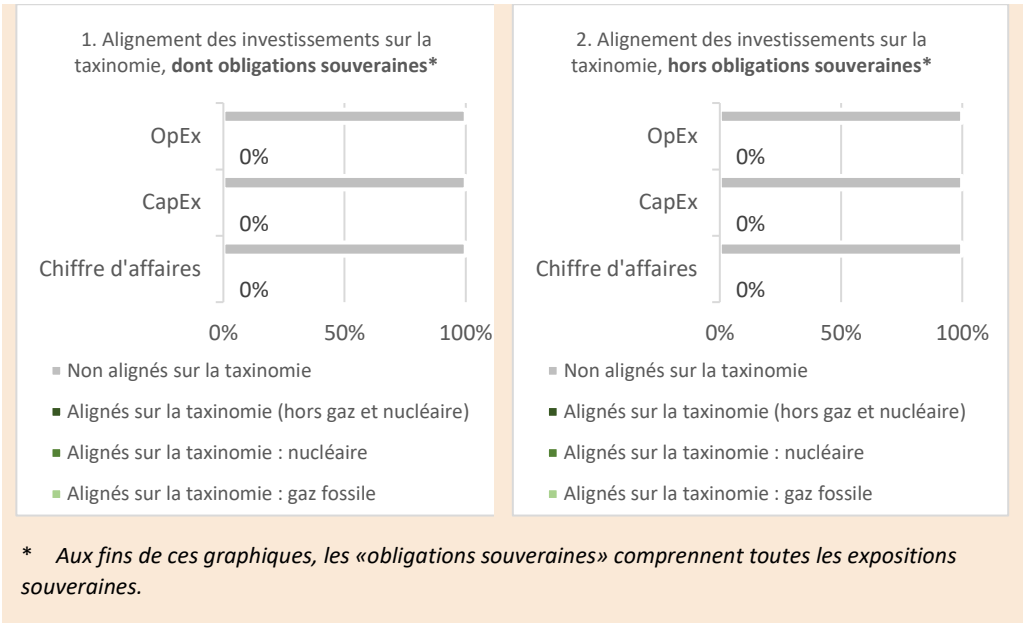 1. Alignement des investissements sur la
taxinomie, dont obligations souveraines*
OpEx
0%
CapEx
0%
Chiffre d'affaires
0%
0% 50% 100%
Non alignés sur la taxinomie
Alignés sur la taxinomie (hors gaz et nucléaire)
Alignés sur la taxinomie : nucléaire
Alignés sur la taxinomie : gaz fossile
2. Alignement des investissements sur la
taxinomie, hors obligations souveraines*
OpEx
0%
CapEx
0%
Chiffre d'affaires
0%
0% 50% 100%
Non alignés sur la taxinomie
Alignés sur la taxinomie (hors gaz et nucléaire)
Alignés sur la taxinomie : nucléaire
Alignés sur la taxinomie : gaz fossile
* Aux fins de ces graphiques, les «obligations souveraines» comprennent toutes les expositions
souveraines.